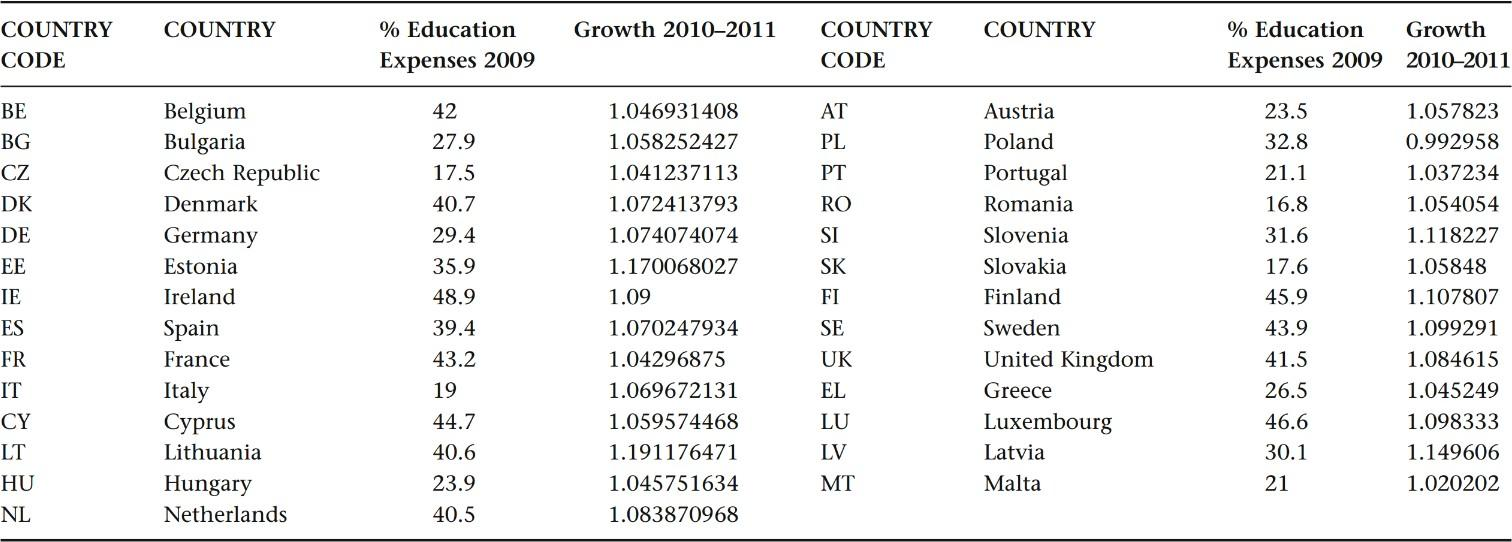 COUNTRY CODE COUNTRY % Education Expenses 2009 Growth 2010–2011 COUNTRY CODE COUNTRY % Education Expenses 2009 Growth 2010–2011
BE Belgium 42 1.046931408 AT Austria 23.5 1.057823
BG Bulgaria 27.9 1.058252427 PL Poland 32.8 0.992958
CZ Czech Republic 17.5 1.041237113 PT Portugal 21.1 1.037234
DK Denmark 40.7 1.072413793 RO Romania 16.8 1.054054
DE Germany 29.4 1.074074074 SI Slovenia 31.6 1.118227
EE Estonia 35.9 1.170068027 SK Slovakia 17.6 1.05848
IE Ireland 48.9 1.09 FI Finland 45.9 1.107807
ES Spain 39.4 1.070247934 SE Sweden 43.9 1.099291
FR France 43.2 1.04296875 UK United Kingdom 41.5 1.084615
IT Italy 19 1.069672131 EL Greece 26.5 1.045249
CY Cyprus 44.7 1.059574468 LU Luxembourg 46.6 1.098333
LT Lithuania 40.6 1.191176471 LV Latvia 30.1 1.149606
HU Hungary 23.9 1.045751634 MT Malta 21 1.020202
NL Netherlands 40.5 1.083870968